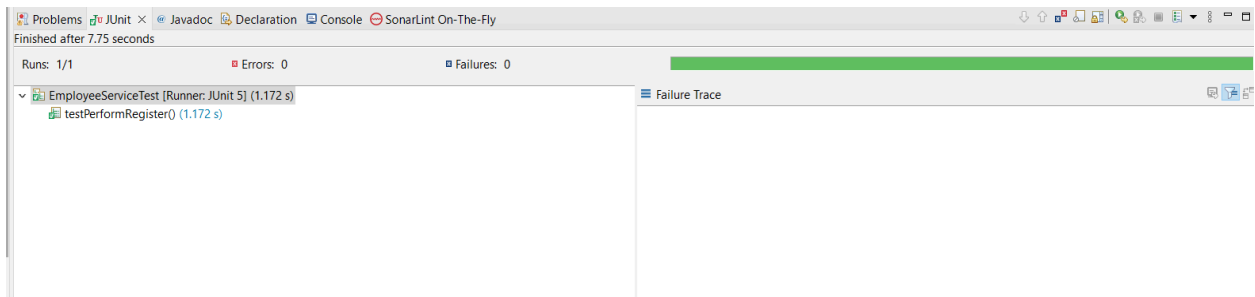 Problems JUnit × @ Javadoc Declaration Console SonarLint On-The-Fly
Finished after 7.75 seconds
Runs: 1/1 Errors: 0 Failures: 0
EmployeeServiceTest [Runner: JUnit 5] (1.172 s)
Failure Trace
testPerformRegister() (1.172 s)